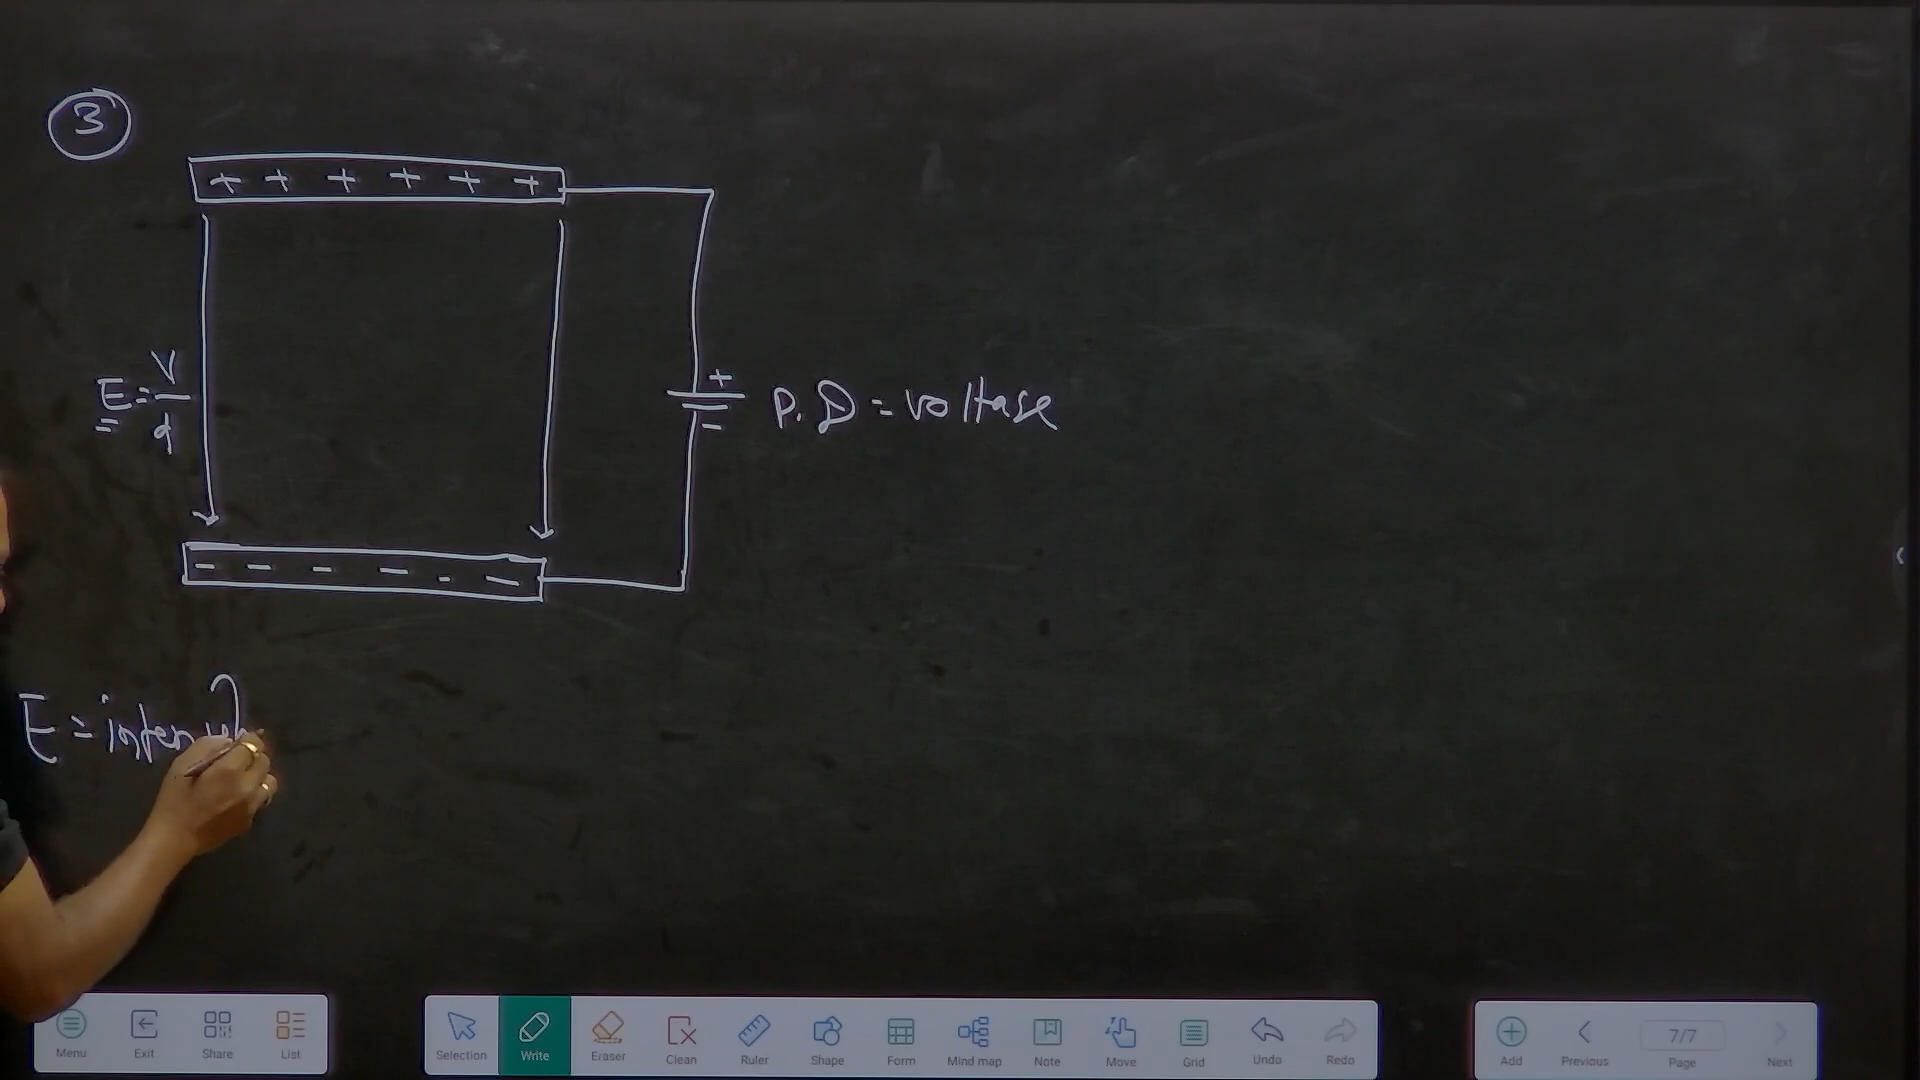 3
+ + + + + +
E = V/d
+
P.D = voltage
- - - - - -
E =
Menu Exit Share List
Selection Write Eraser Clean Ruler Shape Form Mind map Note Move Grid Undo Redo
Add Previous 7/7 Page Next